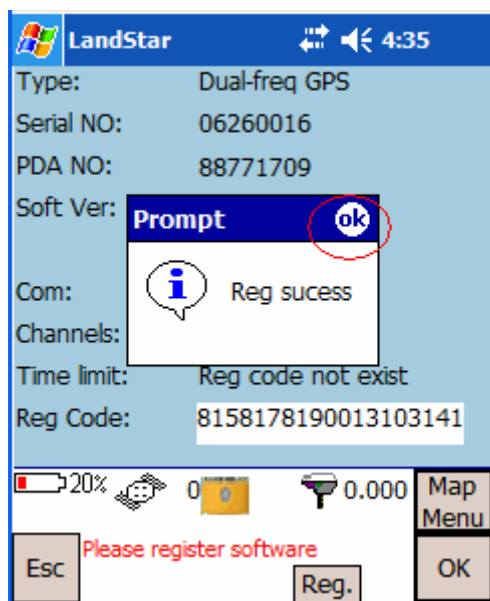 LandStar 4:35
Type: Dual-freq GPS
Serial NO: 06260016
PDA NO: 88771709
Soft Ver:
Prompt ok
Reg sucess
Com:
Channels:
Time limit: Reg code not exist
Reg Code: 8158178190013103141
20% 0 0 0.000 Map
Menu
Please register software
Esc Reg. OK